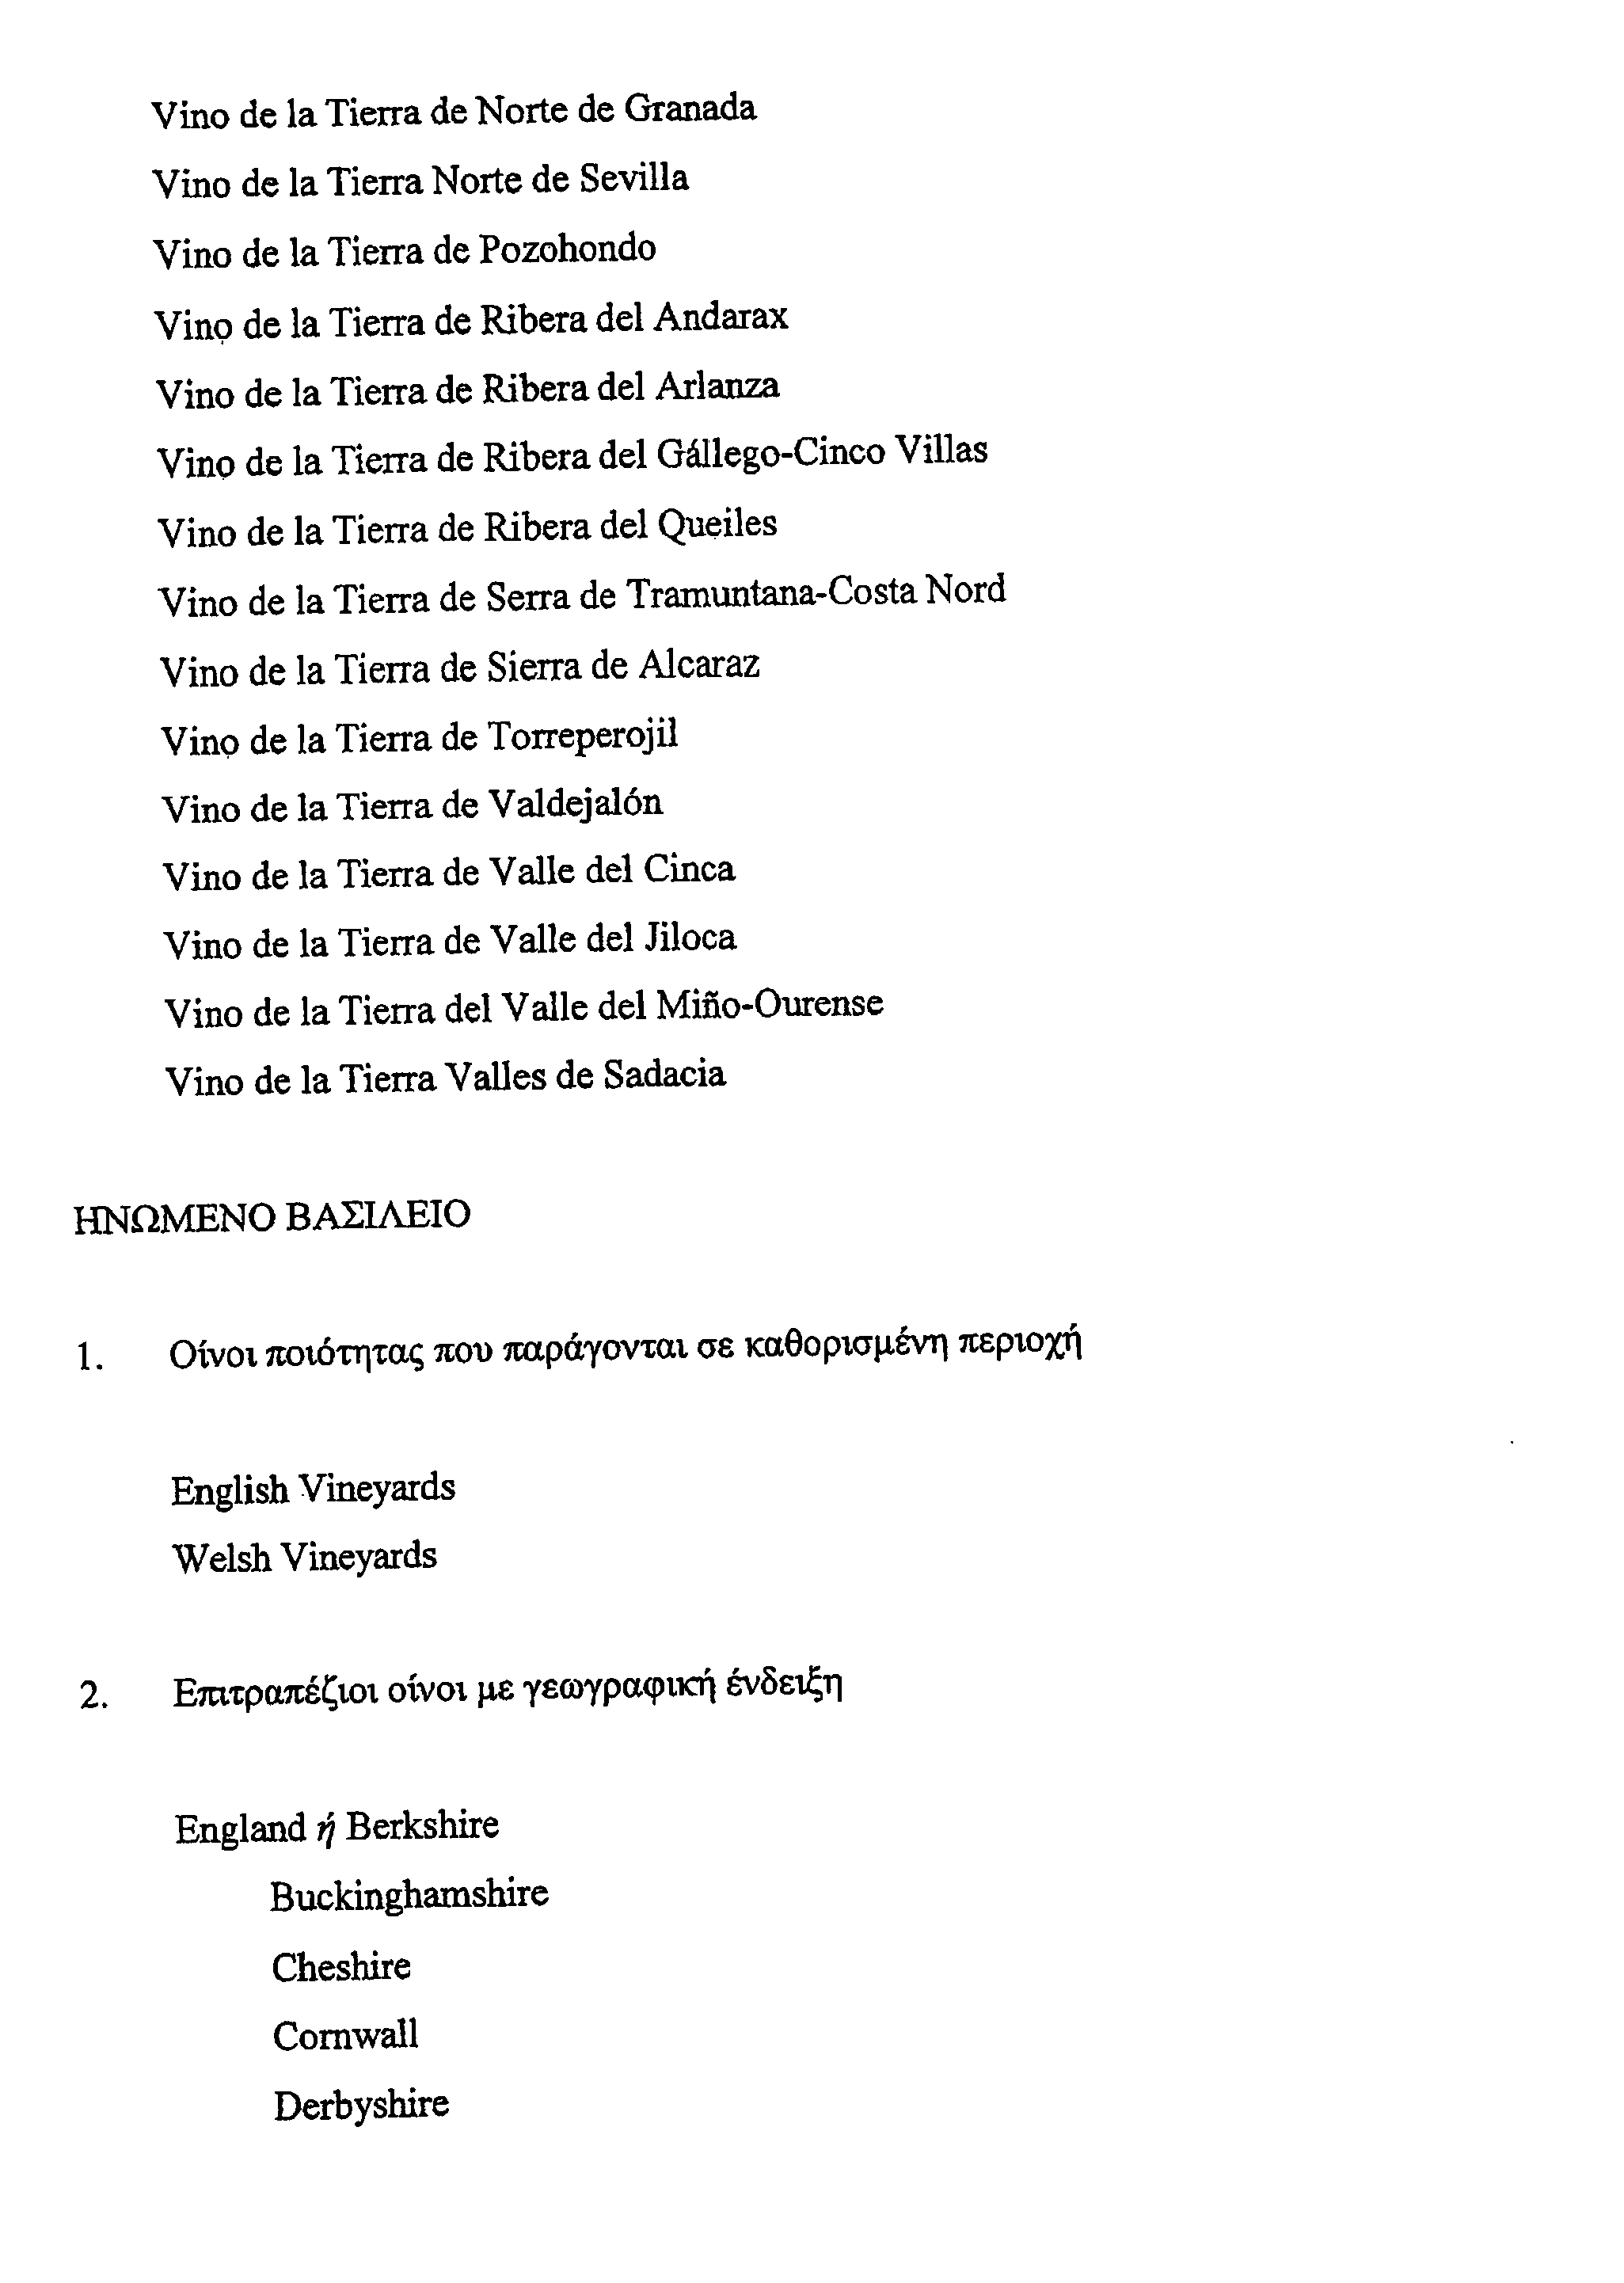 Vino de la Tierra de Norte de Granada
Vino de la Tierra Norte de Sevilla
Vino de la Tierra de Pozohondo
Vino de la Tierra de Ribera del Andarax
Vino de la Tierra de Ribera del Arlanza
Vino de la Tierra de Ribera del Gállego-Cinco Villas
Vino de la Tierra de Ribera del Queiles
Vino de la Tierra de Serra de Tramuntana-Costa Nord
Vino de la Tierra de Sierra de Alcaraz
Vino de la Tierra de Torreperojil
Vino de la Tierra de Valdejalón
Vino de la Tierra de Valle del Cinca
Vino de la Tierra de Valle del Jiloca
Vino de la Tierra del Valle del Miño-Ourense
Vino de la Tierra Valles de Sadacia
ΗΝΩΜΕΝΟ ΒΑΣΙΛΕΙΟ
1. Οίνοι ποιότητας που παράγονται σε καθορισμένη περιοχή
English Vineyards
Welsh Vineyards
2. Επιτραπέζιοι οίνοι με γεωγραφική ένδειξη
England ή Berkshire
Buckinghamshire
Cheshire
Cornwall
Derbyshire